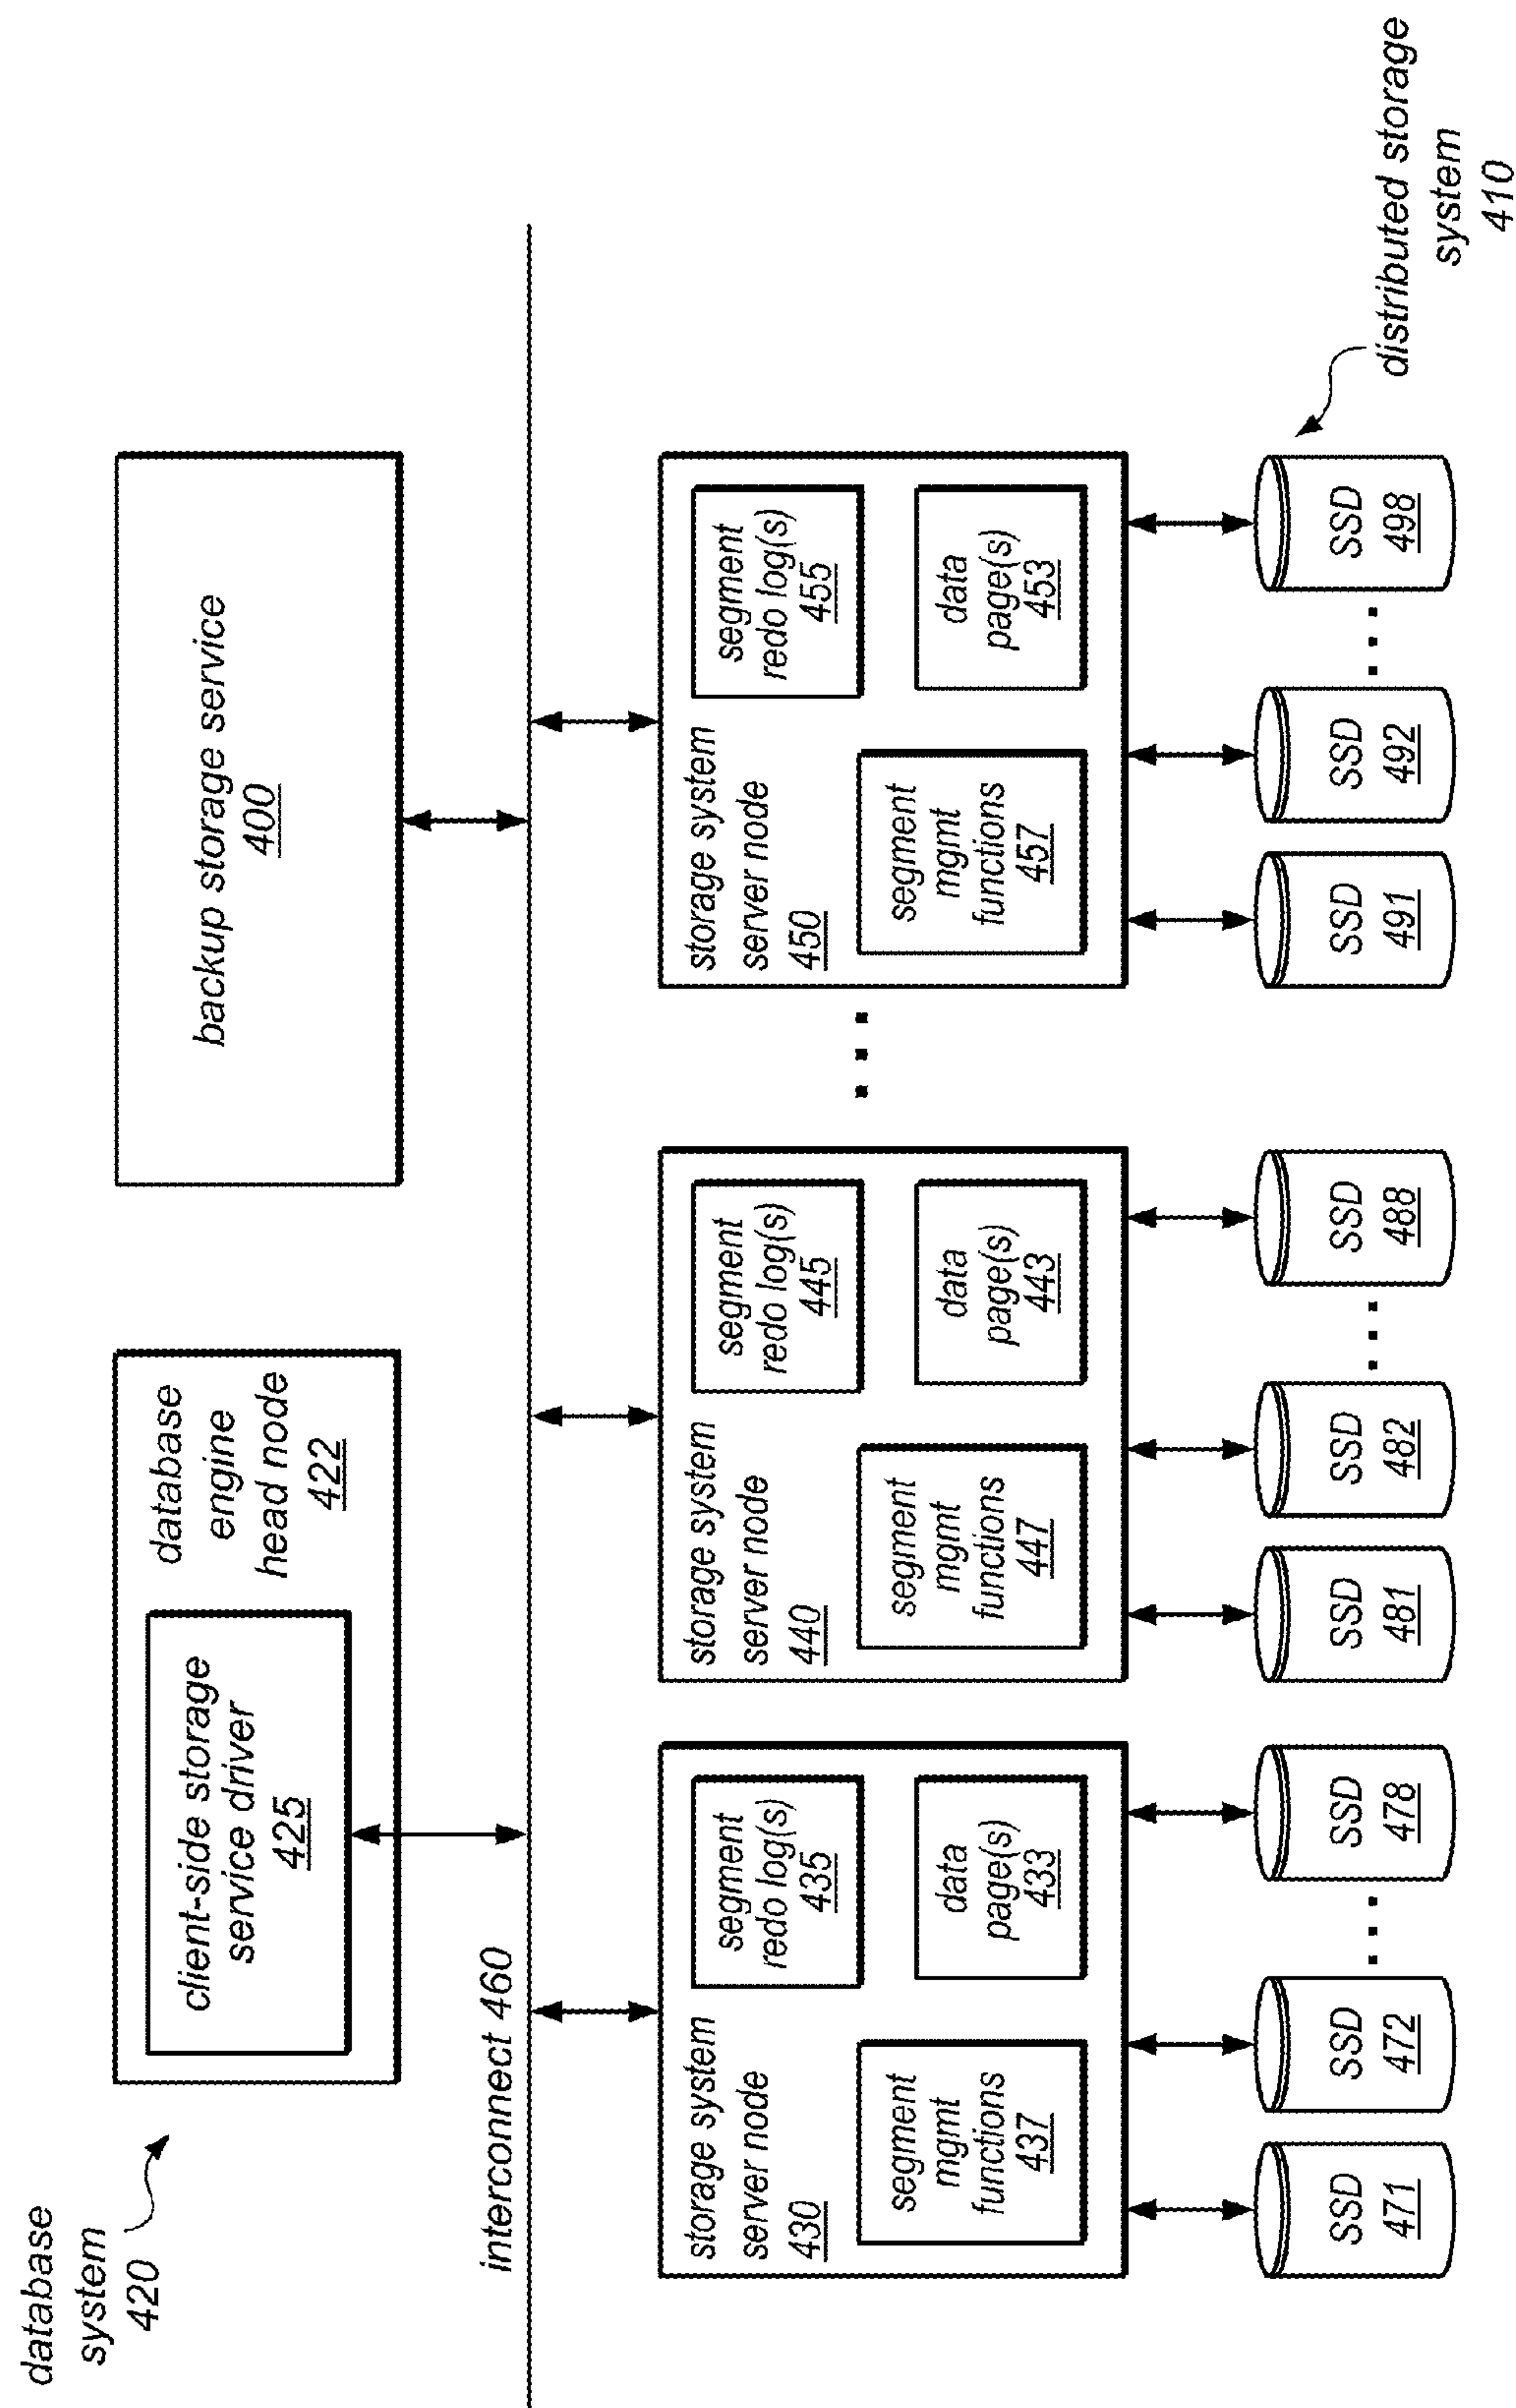 database
system
420
client-side storage
service driver
425
database
engine
head node
422
backup storage service
400
interconnect 460
storage system
server node
430
segment
redo log(s)
435
segment
mgmt
functions
437
data
page(s)
433
storage system
server node
440
segment
redo log(s)
445
segment
mgmt
functions
447
data
page(s)
443
. . .
storage system
server node
450
segment
redo log(s)
455
segment
mgmt
functions
457
data
page(s)
453
SSD
471
SSD
472
. . .
SSD
478
SSD
481
SSD
482
. . .
SSD
488
SSD
491
SSD
492
. . .
SSD
498
distributed storage
system
410